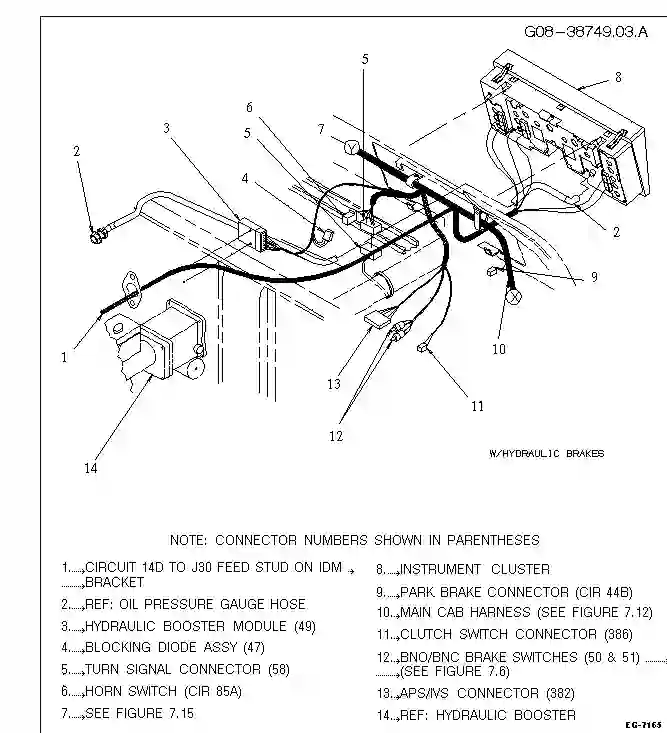 G08-38749.03.A
5
8
6
7
5
3
2
4
Y
2
9
X
10
1
13
11
12
14
W/HYDRAULIC BRAKES
NOTE: CONNECTOR NUMBERS SHOWN IN PARENTHESES
1.....→CIRCUIT 14D TO J30 FEED STUD ON IDM →
.........→BRACKET
2.....→REF: OIL PRESSURE GAUGE HOSE
3.....→HYDRAULIC BOOSTER MODULE (49)
4.....→BLOCKING DIODE ASSY (47)
5.....→TURN SIGNAL CONNECTOR (58)
6.....→HORN SWITCH (CIR 85A)
7.....→SEE FIGURE 7.15
8.....→INSTRUMENT CLUSTER
9.....→PARK BRAKE CONNECTOR (CIR 44B)
10...→MAIN CAB HARNESS (SEE FIGURE 7.12)
11...→CLUTCH SWITCH CONNECTOR (386)
12...→BNO/BNC BRAKE SWITCHES (50 & 51) ........→
.........→(SEE FIGURE 7.6)
13...→APS/IVS CONNECTOR (382)
14...→REF: HYDRAULIC BOOSTER
EG-7165